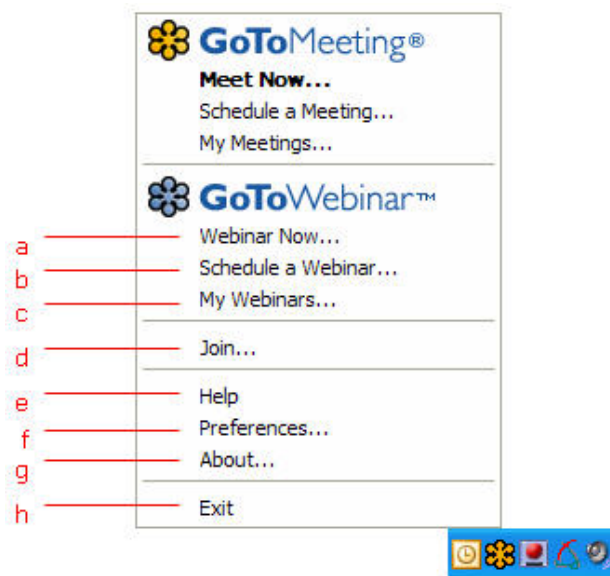 GoToMeeting®
Meet Now...
Schedule a Meeting...
My Meetings...
GoToWebinar™
a Webinar Now...
b Schedule a Webinar...
c My Webinars...
d Join...
e Help
f Preferences...
g About...
h Exit